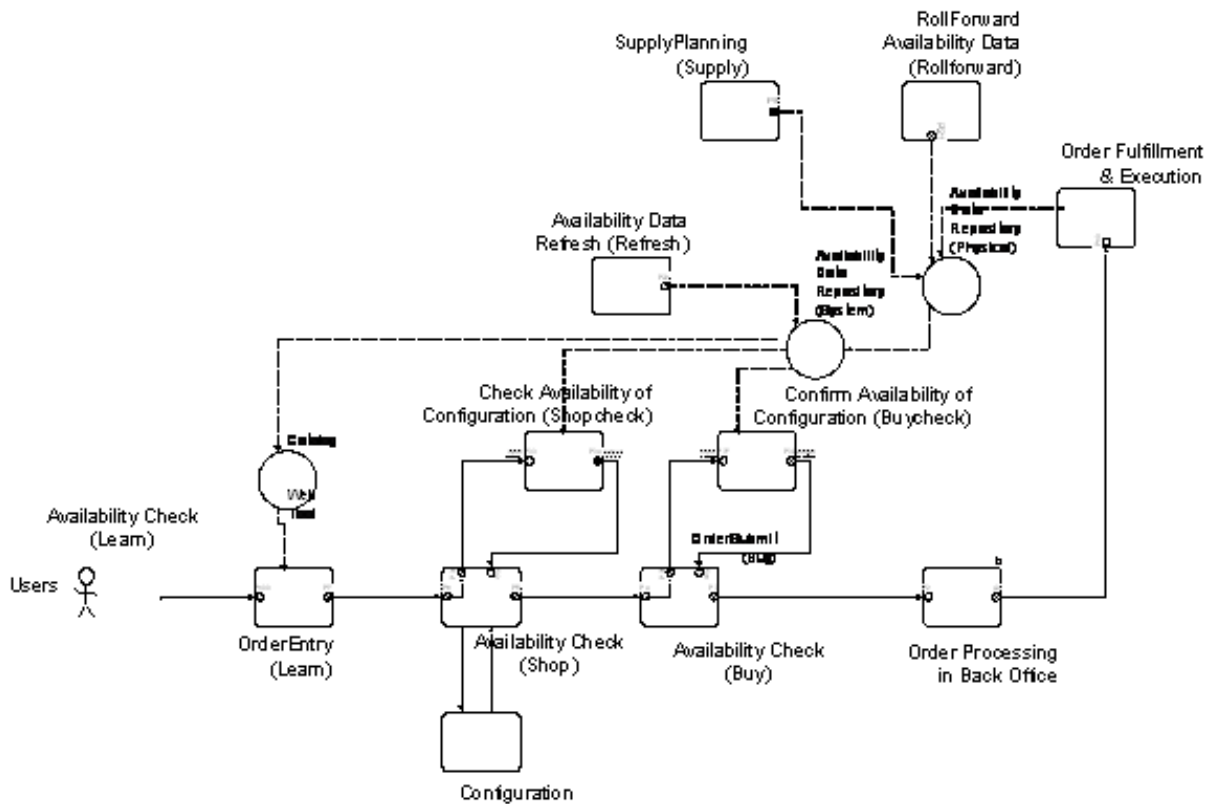 RollForward
Availability Data
(Rollforward)
SupplyPlanning
(Supply)
Order Fulfillment
& Execution
Availability
Data
Repository
(Physical)
Availability Data
Refresh (Refresh)
Availability
Data
Repository
(System)
Check Availability of
Configuration (Shopcheck)
Confirm Availability of
Configuration (Buycheck)
Availability Check
(Learn)
OrderSubmit
(Buy)
Users
OrderEntry
(Learn)
Availability Check
(Shop)
Availability Check
(Buy)
Order Processing
in Back Office
Configuration